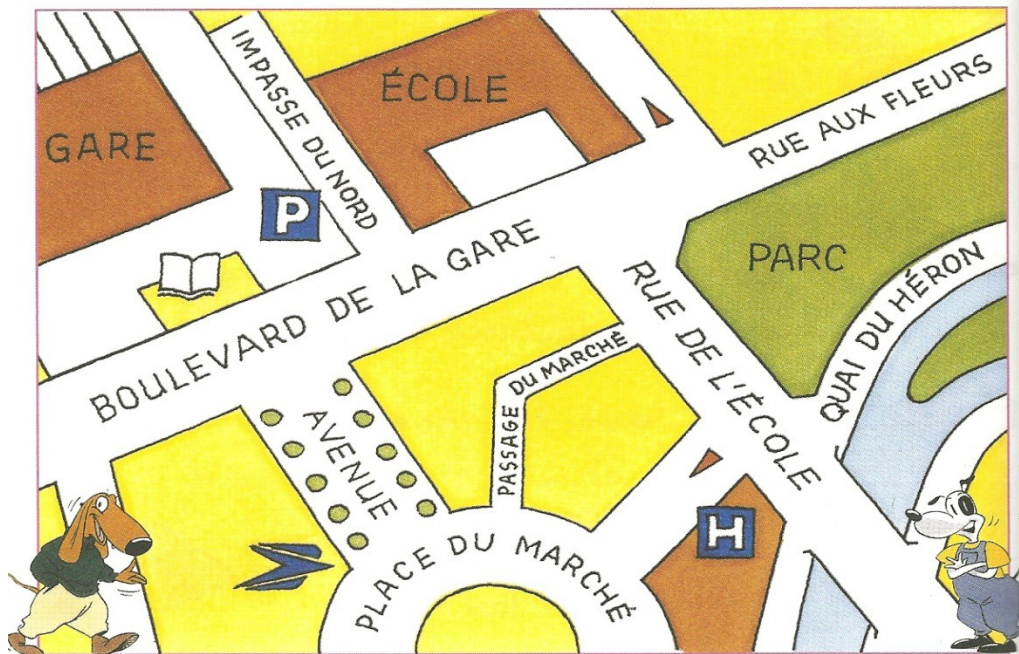 IMPASSE DU NORD
ÉCOLE
GARE
RUE AUX FLEURS
P
PARC
BOULEVARD DE LA GARE
QUAI DU HÉRON
RUE DE L'ÉCOLE
PASSAGE DU MARCHÉ
AVENUE
H
PLACE DU MARCHÉ